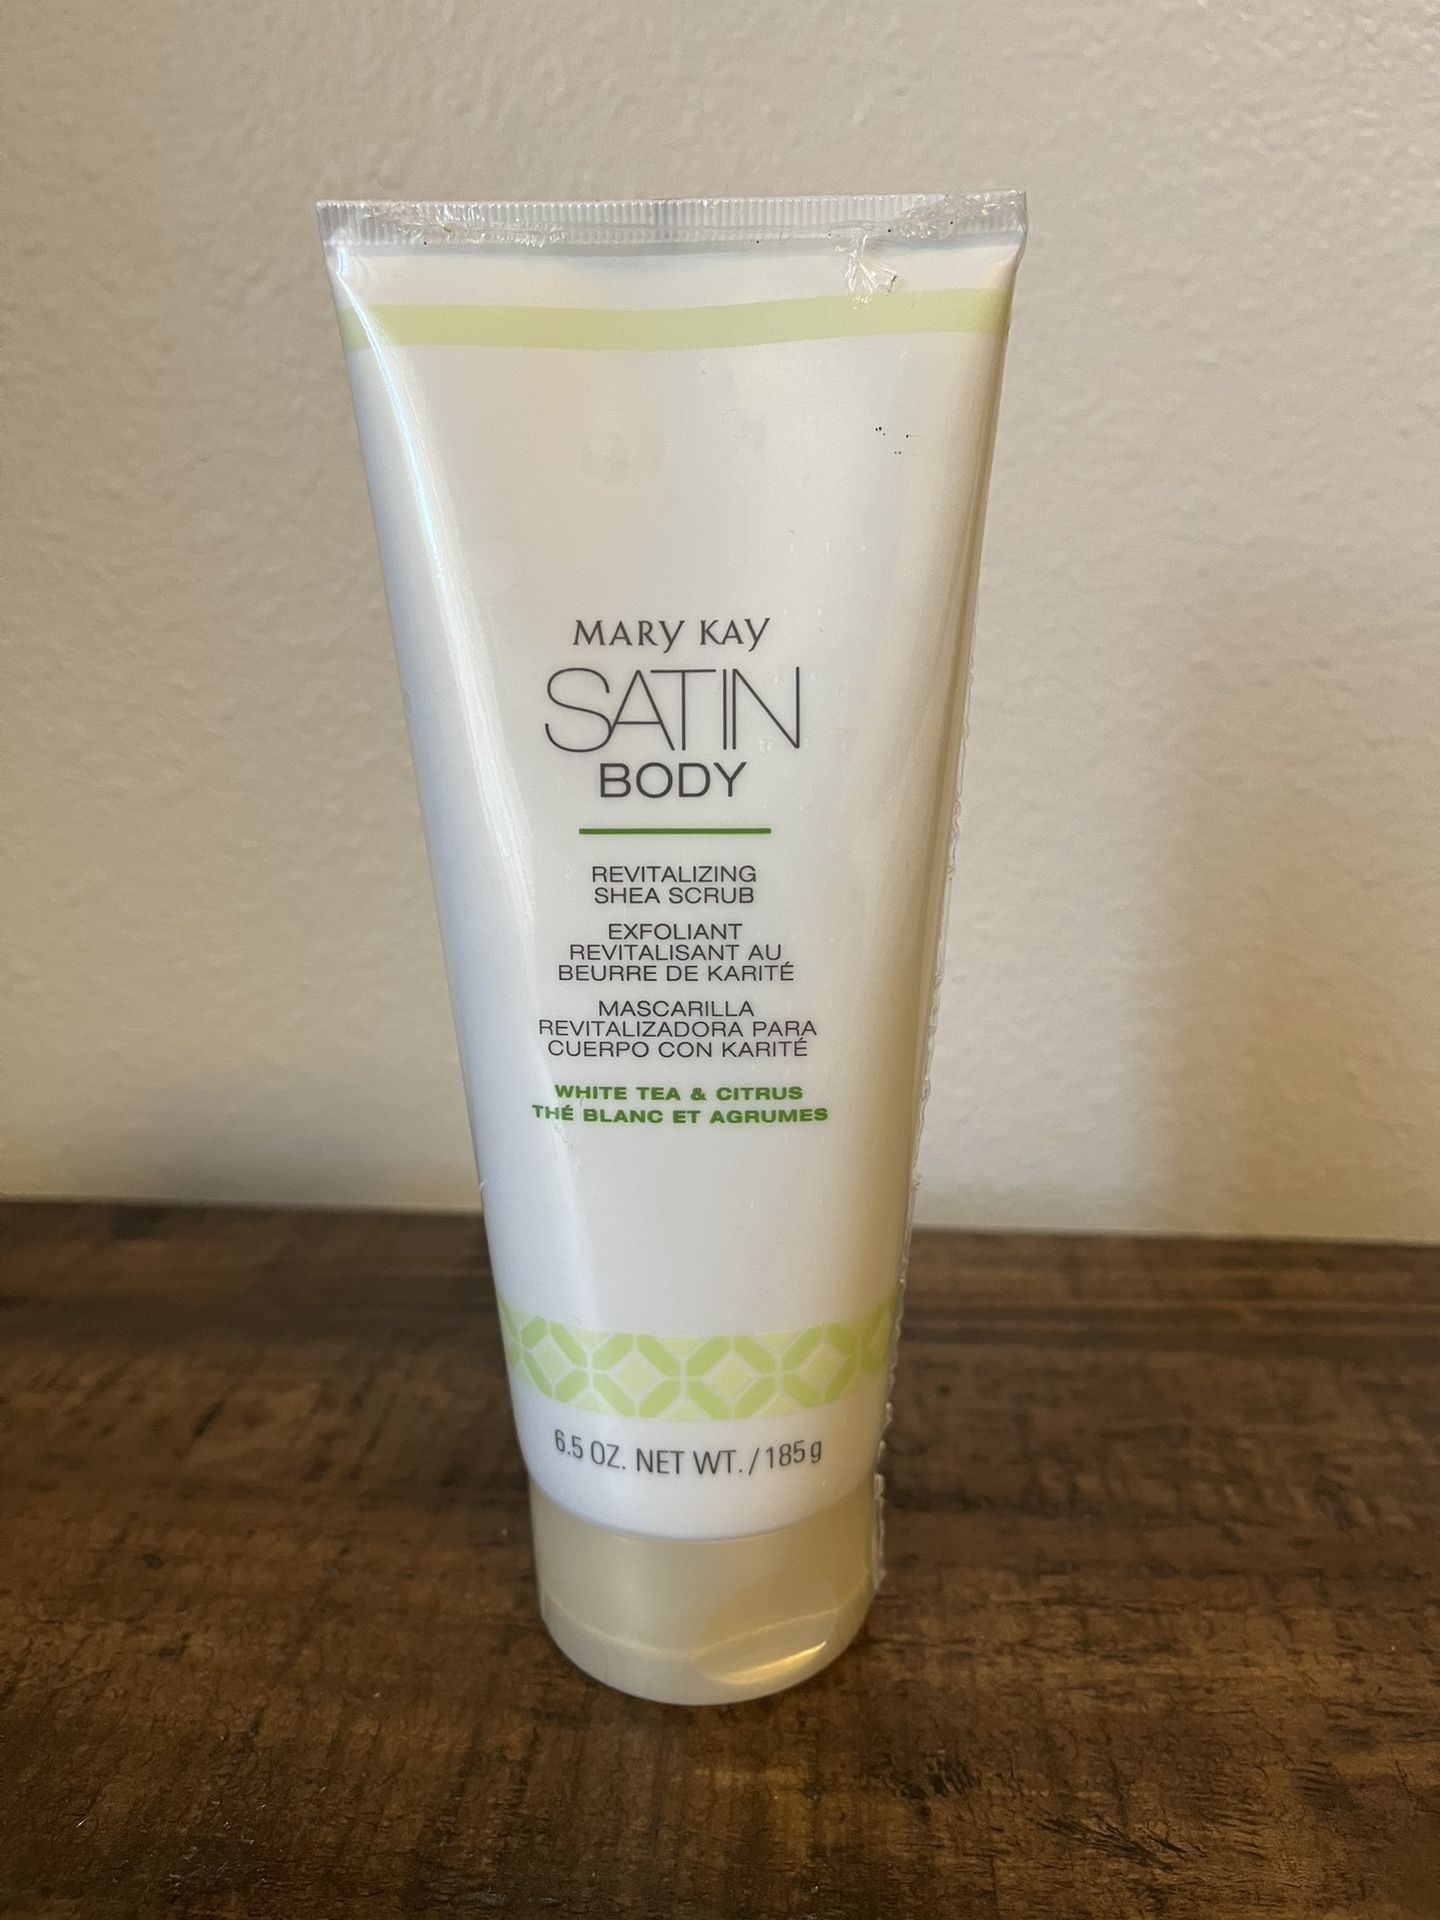 MARY KAY
SATIN
BODY
REVITALIZING
SHEA SCRUB
EXFOLIANT
REVITALISANT AU
BEURRE DE KARITÉ
MASCARILLA
REVITALIZADORA PARA
CUERPO CON KARITÉ
WHITE TEA & CITRUS
THÉ BLANC ET AGRUMES
6.5 OZ. NET WT./185g